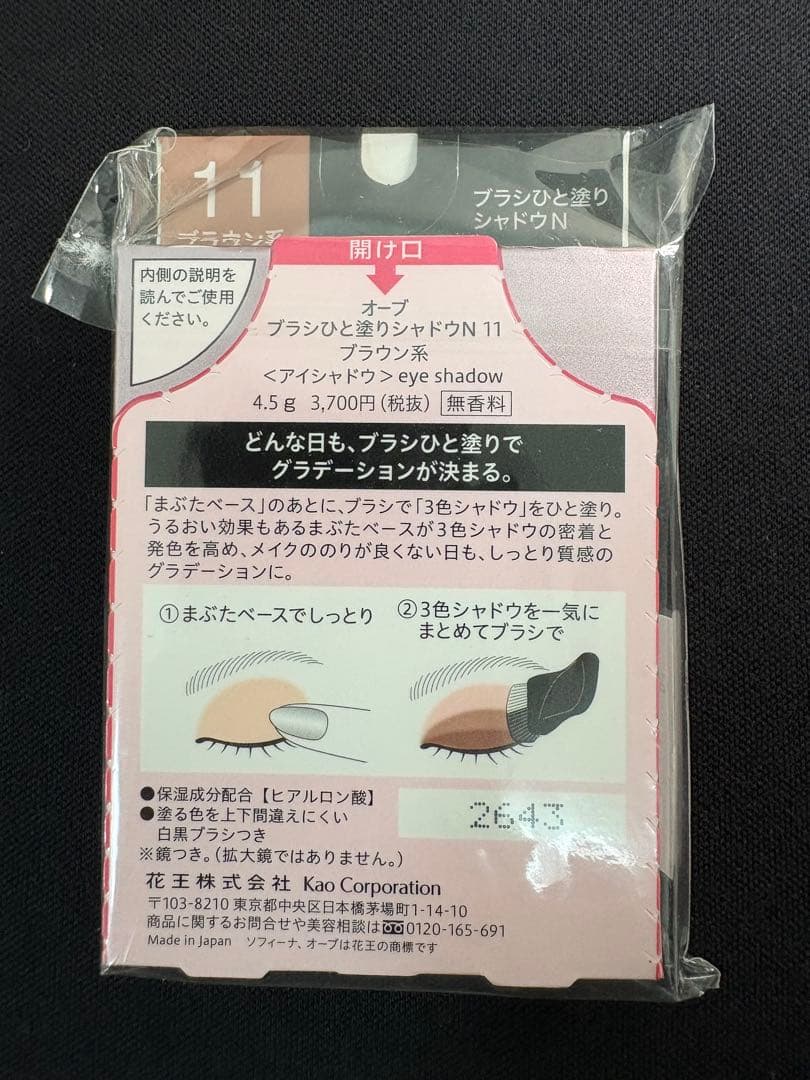 11
ブラウン系
ブラシひと塗り
シャドウN
開け口
内側の説明を
読んでご使用
ください。
オーブ
ブラシひと塗りシャドウN 11
ブラウン系
＜アイシャドウ＞eye shadow
4.5g 3,700円（税抜） 無香料
どんな日も、ブラシひと塗りで
グラデーションが決まる。
「まぶたベース」のあとに、ブラシで「3色シャドウ」をひと塗り。
うるおい効果もあるまぶたベースが3色シャドウの密着と
発色を高め、メイクののりが良くない日も、しっとり質感の
グラデーションに。
①まぶたベースでしっとり
②3色シャドウを一気に
まとめてブラシで
●保湿成分配合【ヒアルロン酸】
●塗る色を上下間違えにくい
白黒ブラシつき
※鏡つき。（拡大鏡ではありません。）
2643
花王株式会社 Kao Corporation
〒103-8210 東京都中央区日本橋茅場町1-14-10
商品に関するお問合せや美容相談は 0120-165-691
Made in Japan ソフィーナ、オーブは花王の商標です